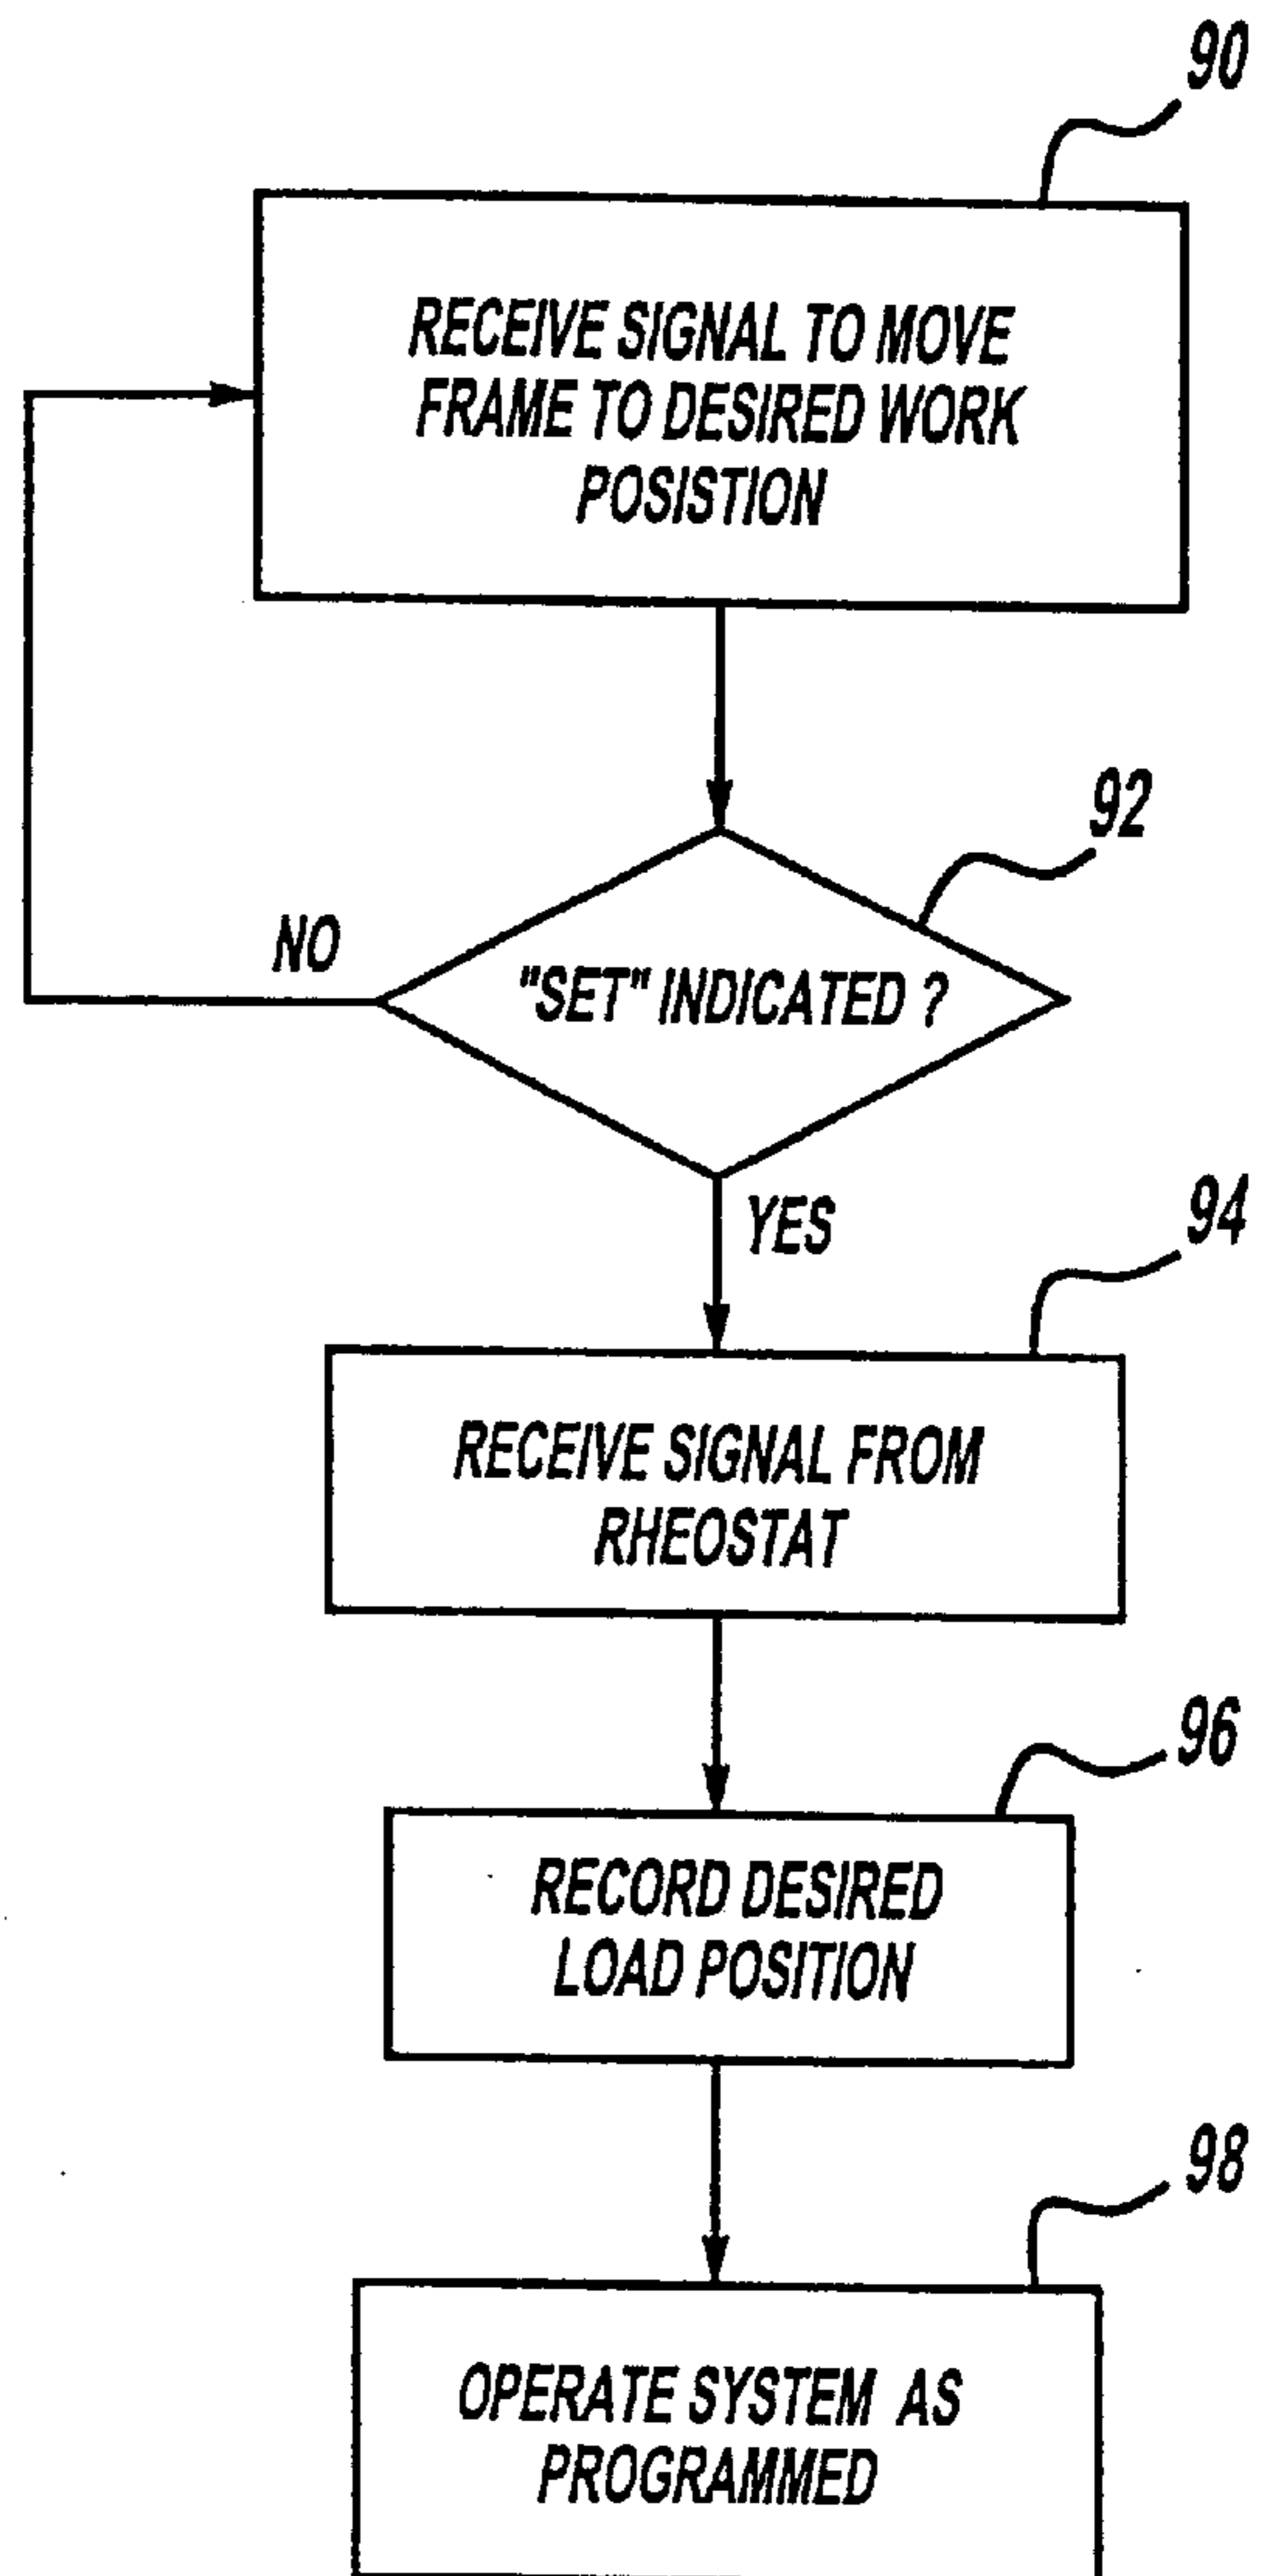 90
RECEIVE SIGNAL TO MOVE
FRAME TO DESIRED WORK
POSISTION
92
NO
"SET" INDICATED ?
YES
94
RECEIVE SIGNAL FROM
RHEOSTAT
96
RECORD DESIRED
LOAD POSITION
98
OPERATE SYSTEM AS
PROGRAMMED